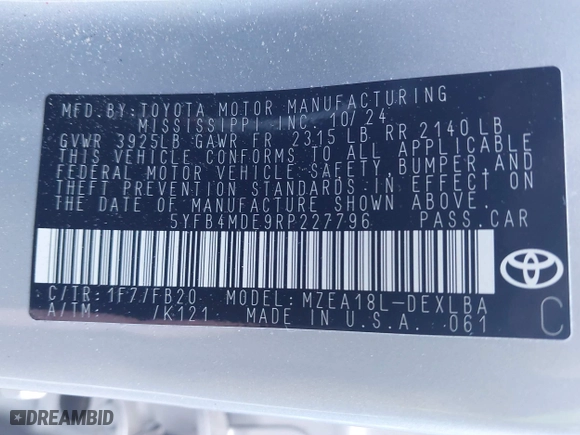 MFD.BY:TOYOTA MOTOR MANUFACTURING
MISSISSIPPI INC. 10/24
GVWR 3925LB GAWR FR 2315 LB RR 2140 LB
THIS VEHICLE CONFORMS TO ALL APPLICABLE
FEDERAL MOTOR VEHICLE SAFETY,BUMPER,AND
THEFT PREVENTION STANDARDS IN EFFECT ON
THE DATE OF MANUFACTURE SHOWN ABOVE.
5YFB4MDE9RP227796 PASS.CAR
C/TR:1F7/FB20 MODEL:MZEA18L-DEXLBA
A/TM: /K121 MADE IN U.S.A. 061
TOYOTA
C
DREAMBID